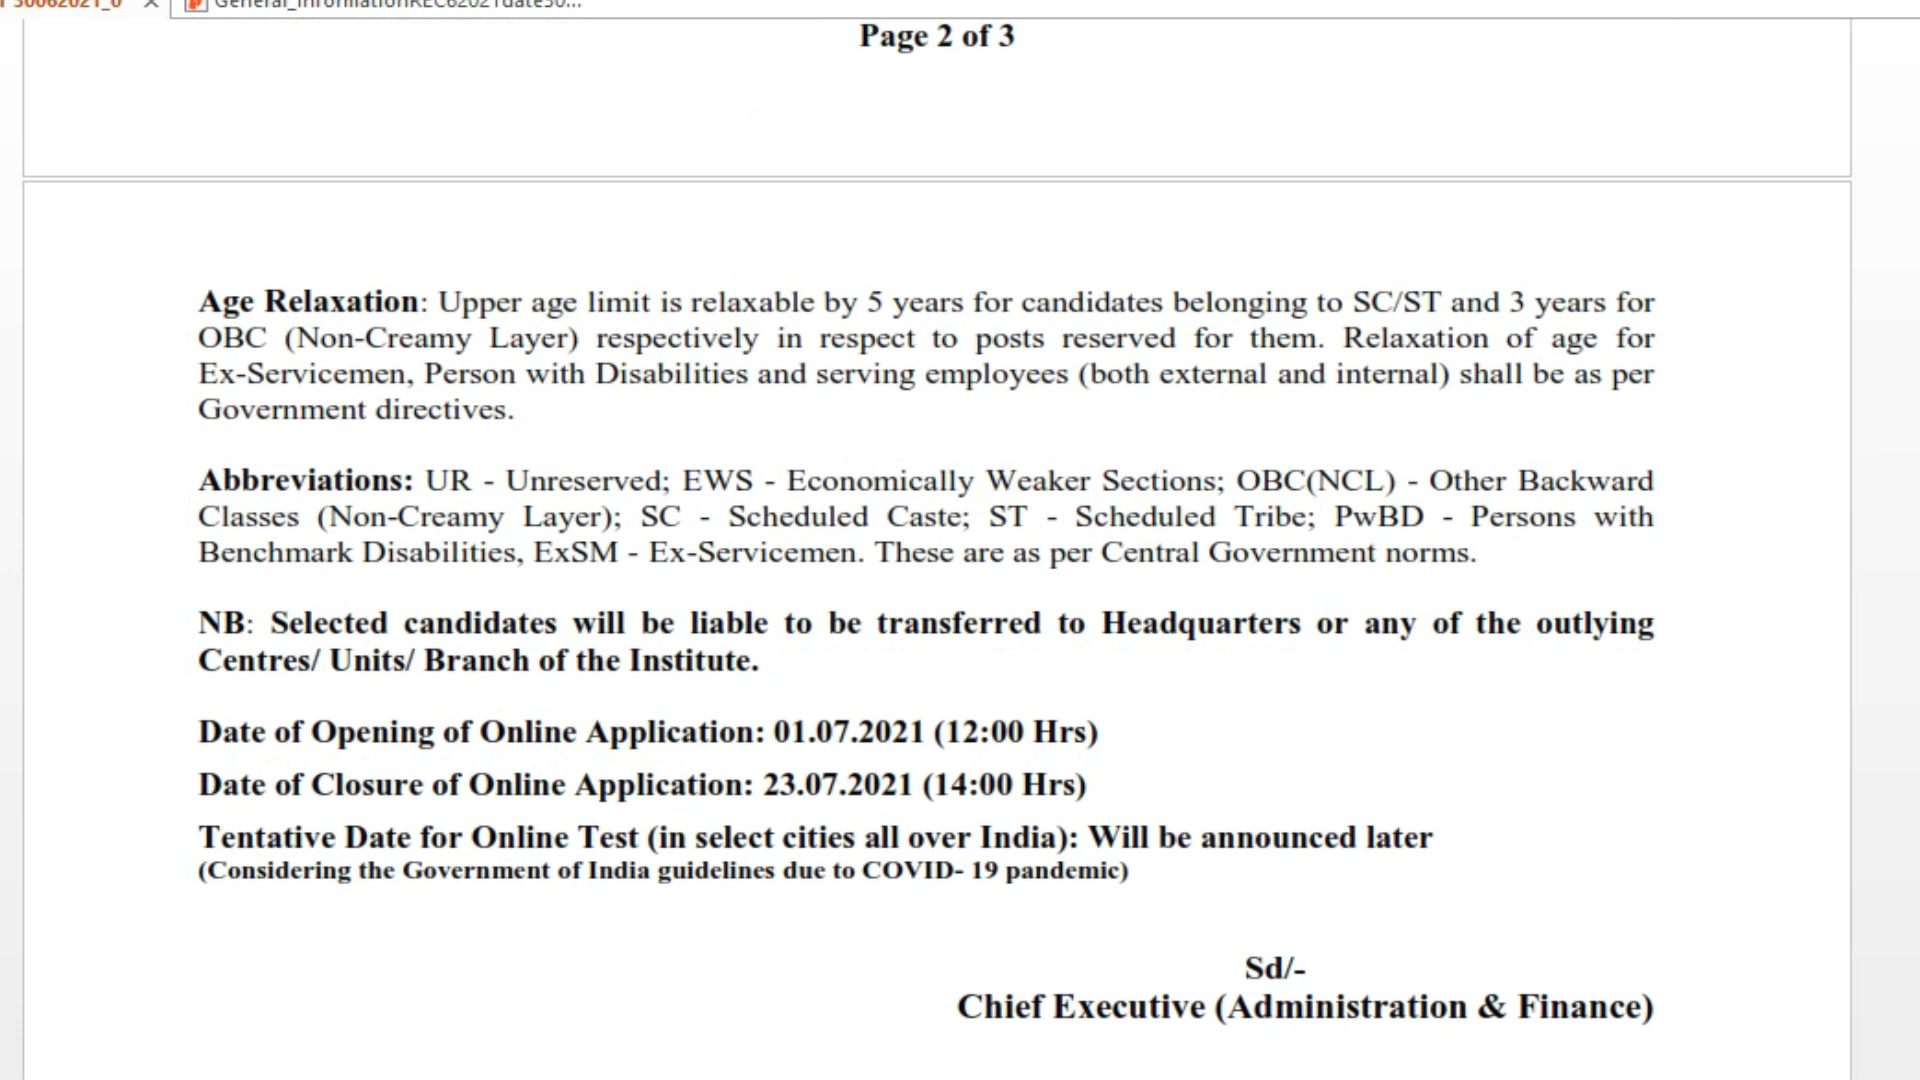 30062021_0
General_InformationREC62021date30...
Page 2 of 3
Age Relaxation: Upper age limit is relaxable by 5 years for candidates belonging to SC/ST and 3 years for
OBC (Non-Creamy Layer) respectively in respect to posts reserved for them. Relaxation of age for
Ex-Servicemen, Person with Disabilities and serving employees (both external and internal) shall be as per
Government directives.
Abbreviations: UR - Unreserved; EWS - Economically Weaker Sections; OBC(NCL) - Other Backward
Classes (Non-Creamy Layer); SC - Scheduled Caste; ST - Scheduled Tribe; PwBD - Persons with
Benchmark Disabilities, ExSM - Ex-Servicemen. These are as per Central Government norms.
NB: Selected candidates will be liable to be transferred to Headquarters or any of the outlying
Centres/ Units/ Branch of the Institute.
Date of Opening of Online Application: 01.07.2021 (12:00 Hrs)
Date of Closure of Online Application: 23.07.2021 (14:00 Hrs)
Tentative Date for Online Test (in select cities all over India): Will be announced later
(Considering the Government of India guidelines due to COVID- 19 pandemic)
Sd/-
Chief Executive (Administration & Finance)